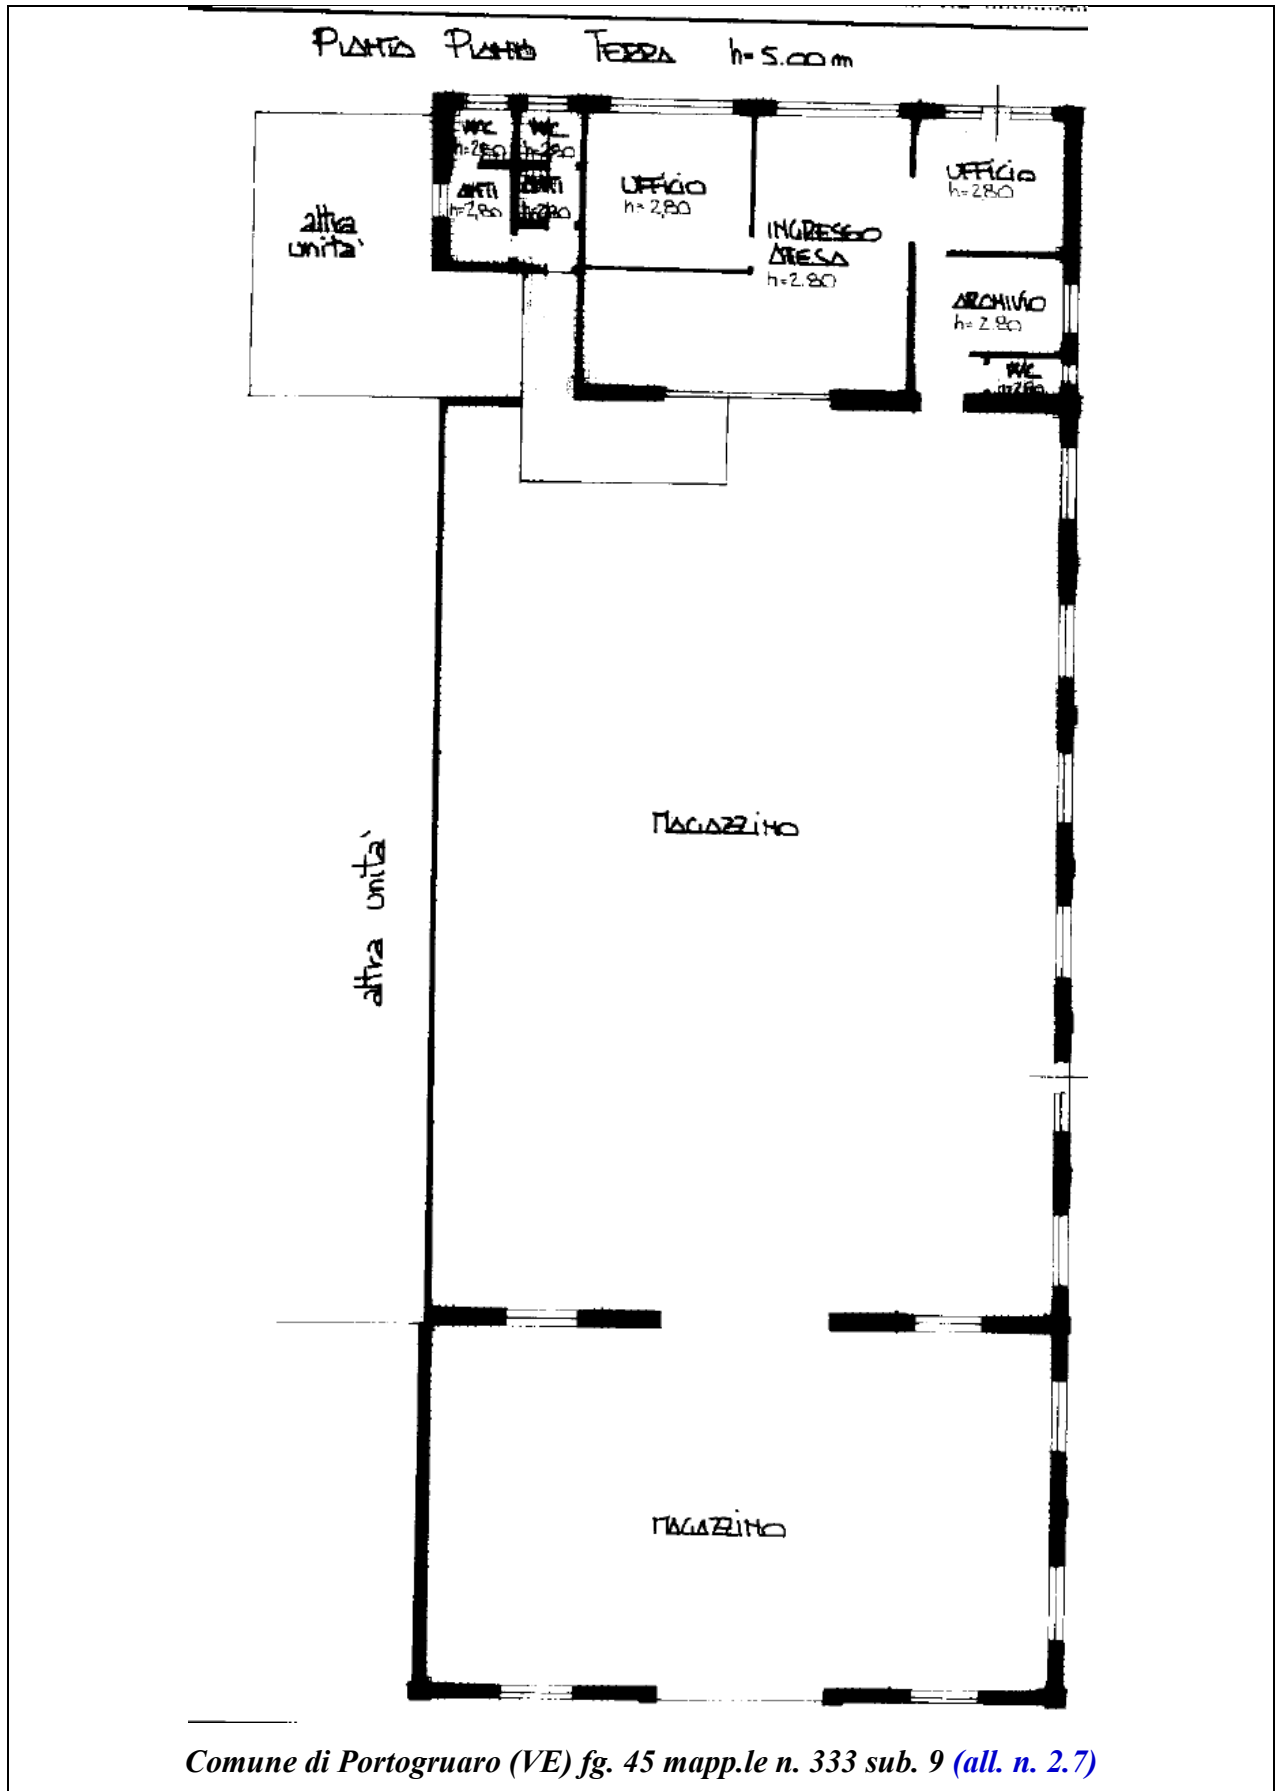 PIANTA PIANO TERRA h=5.00m
WC
h=2.80
WC
h=2.80
ANTI
h=2,80
ANTI
h=2.80
altra
unita'
UFFICIO
h=2,80
INGRESSO
ATTESA
h=2.80
UFFICIO
h=2,80
ARCHIVIO
h=2.80
WC
h=2.80
MAGAZZINO
altra unita'
MAGAZZINO
Comune di Portogruaro (VE) fg. 45 mapp.le n. 333 sub. 9 (all. n. 2.7)